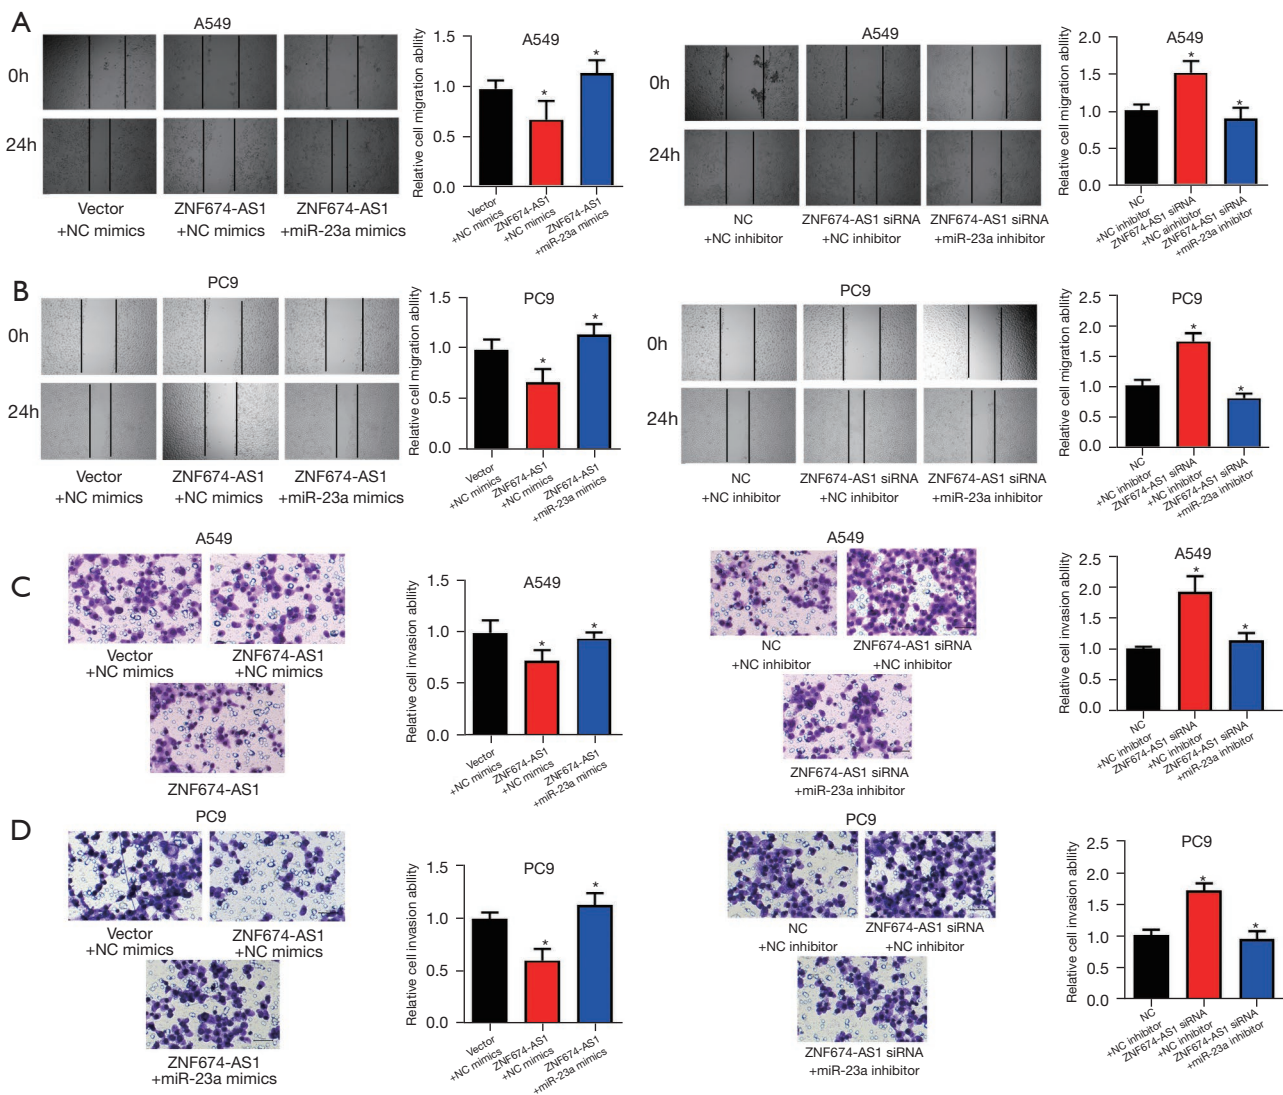 A
A549
0h
24h
Vector
+NC mimics
ZNF674-AS1
+NC mimics
ZNF674-AS1
+miR-23a mimics
Relative cell migration ability
1.5
1.0
0.5
0.0
A549
*
*
Vector
+NC mimics
ZNF674-AS1
+NC mimics
ZNF674-AS1
+miR-23a mimics
A549
0h
24h
NC
+NC inhibitor
ZNF674-AS1 siRNA
+NC inhibitor
ZNF674-AS1 siRNA
+miR-23a inhibitor
Relative cell migration ability
2.0
1.5
1.0
0.5
0.0
A549
*
*
NC
+NC inhibitor
ZNF674-AS1 siRNA
+NC ainhibitor
ZNF674-AS1 siRNA
+miR-23a inhibitor
B
PC9
0h
24h
Vector
+NC mimics
ZNF674-AS1
+NC mimics
ZNF674-AS1
+miR-23a mimics
Relative cell migration ability
1.5
1.0
0.5
0.0
PC9
*
*
Vector
+NC mimics
ZNF674-AS1
+NC mimics
ZNF674-AS1
+miR-23a mimics
PC9
0h
24h
NC
+NC inhibitor
ZNF674-AS1 siRNA
+NC inhibitor
ZNF674-AS1 siRNA
+miR-23a inhibitor
Relative cell migration ability
2.5
2.0
1.5
1.0
0.5
0.0
PC9
*
*
NC
+NC inhibitor
ZNF674-AS1 siRNA
+NC inhibitor
ZNF674-AS1 siRNA
+miR-23a inhibitor
C
A549
Vector
+NC mimics
ZNF674-AS1
+NC mimics
ZNF674-AS1
Relative cell invasion ability
1.5
1.0
0.5
0.0
A549
*
*
Vector
+NC mimics
ZNF674-AS1
+NC mimics
ZNF674-AS1
+miR-23a mimics
A549
NC
+NC inhibitor
ZNF674-AS1 siRNA
+NC inhibitor
ZNF674-AS1 siRNA
+miR-23a inhibitor
Relative cell invasion ability
2.5
2.0
1.5
1.0
0.5
0.0
A549
*
*
NC
+NC inhibitor
ZNF674-AS1 siRNA
+NC inhibitor
ZNF674-AS1 siRNA
+miR-23a inhibitor
D
PC9
Vector
+NC mimics
ZNF674-AS1
+NC mimics
ZNF674-AS1
+miR-23a mimics
Relative cell invasion ability
1.5
1.0
0.5
0.0
PC9
*
*
Vector
+NC mimics
ZNF674-AS1
+NC mimics
ZNF674-AS1
+miR-23a mimics
PC9
NC
+NC inhibitor
ZNF674-AS1 siRNA
+NC inhibitor
ZNF674-AS1 siRNA
+miR-23a inhibitor
Relative cell invasion ability
2.5
2.0
1.5
1.0
0.5
0.0
PC9
*
*
NC
+NC inhibitor
ZNF674-AS1 siRNA
+NC inhibitor
ZNF674-AS1 siRNA
+miR-23a inhibitor